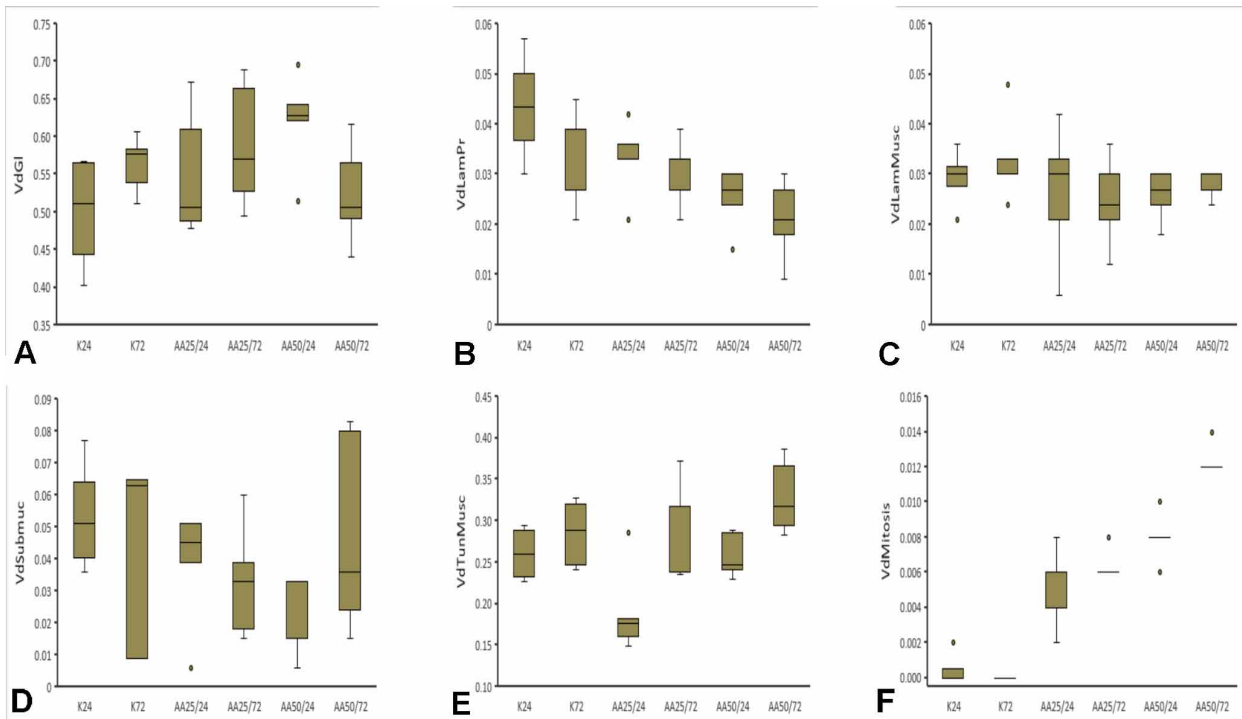 0.75
0.70
0.65
0.60
0.55
0.50
0.45
0.40
0.35
VdGl
K24 K72 AA25/24 AA25/72 AA50/24 AA50/72
A
0.06
0.05
0.04
0.03
0.02
0.01
0
VdLamPr
K24 K72 AA25/24 AA25/72 AA50/24 AA50/72
B
0.06
0.05
0.04
0.03
0.02
0.01
0
VdLamMusc
K24 K72 AA25/24 AA25/72 AA50/24 AA50/72
C
0.09
0.08
0.07
0.06
0.05
0.04
0.03
0.02
0.01
0
VdSubmuc
K24 K72 AA25/24 AA25/72 AA50/24 AA50/72
D
0.45
0.40
0.35
0.30
0.25
0.20
0.15
0.10
VdTunMusc
K24 K72 AA25/24 AA25/72 AA50/24 AA50/72
E
0.016
0.014
0.012
0.010
0.008
0.006
0.004
0.002
0.000
VdMitosis
K24 K72 AA25/24 AA25/72 AA50/24 AA50/72
F